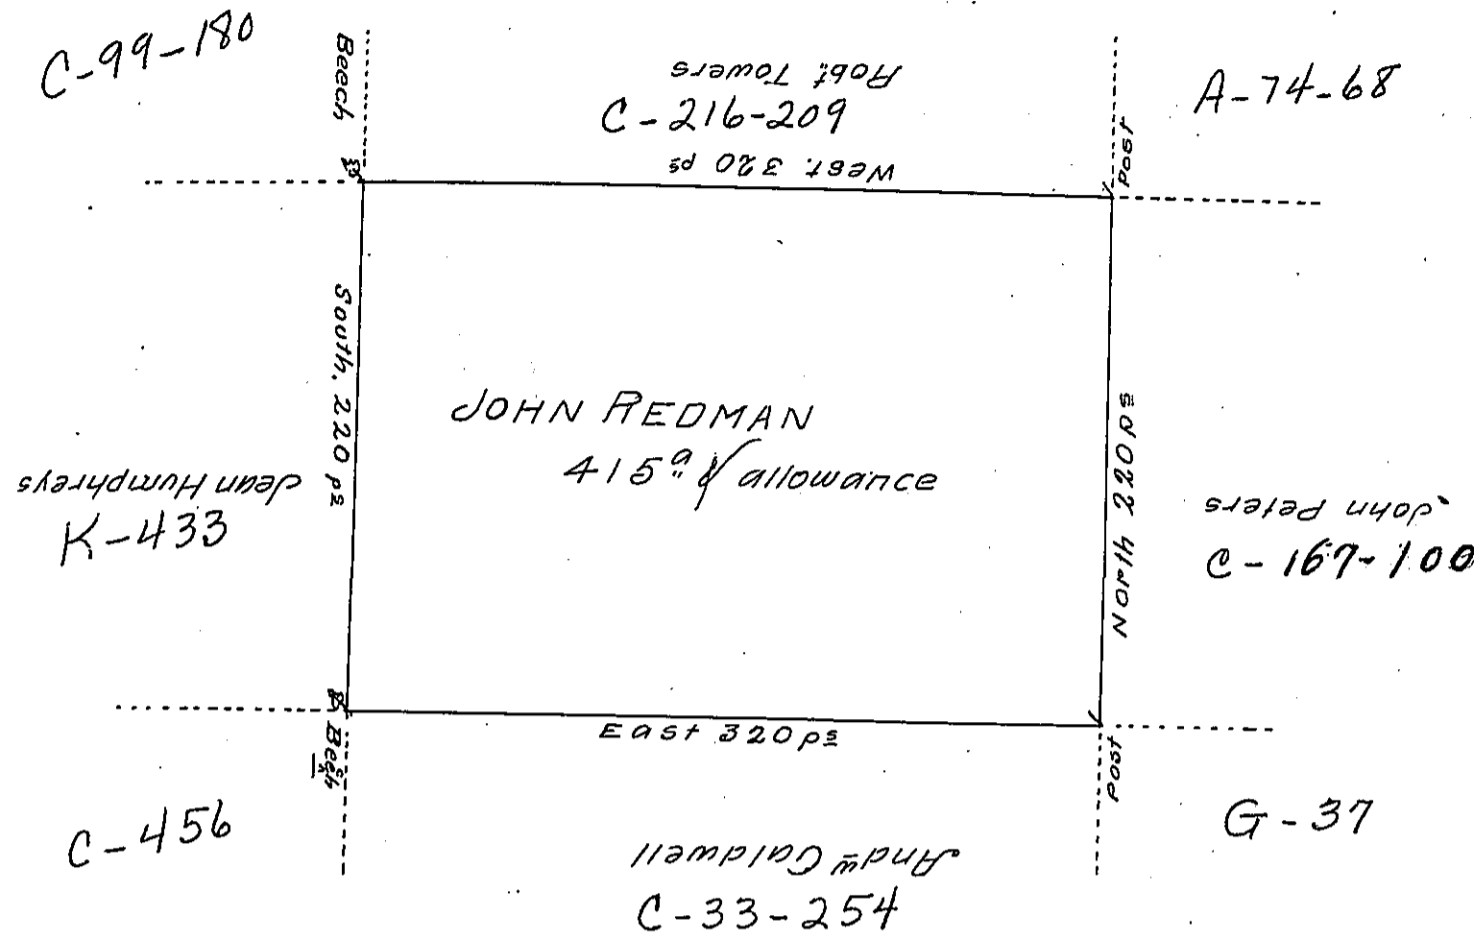 C-99-180
Beech
Robt. Towers
C-216-209
West. 320 ps
A-74-68
Post
South. 220 ps
JOHN REDMAN
415a & allowance
North 220 ps
Jean Humphreys
K-433
John Peters
C-167-100
East 320 ps
Beech
Post
C-456
G-37
Andw Caldwell
C-33-254